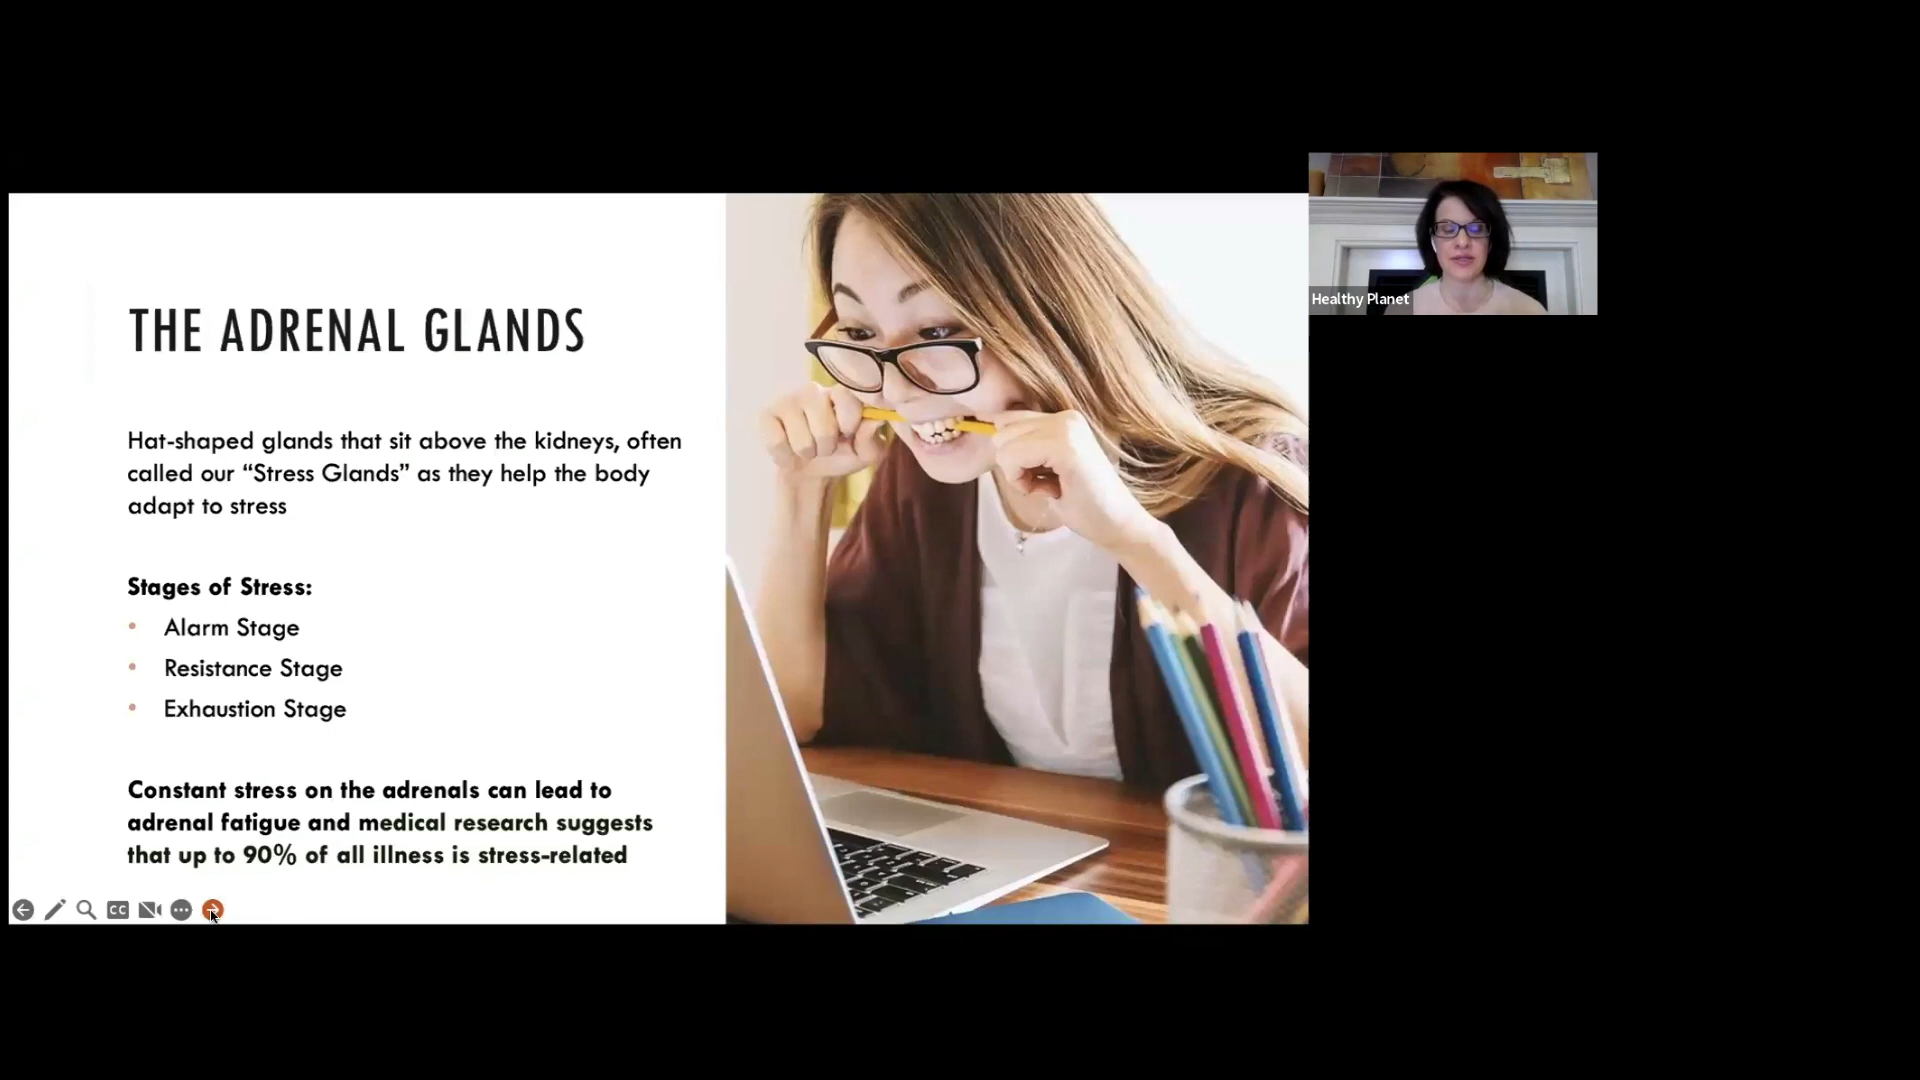 THE ADRENAL GLANDS
Hat-shaped glands that sit above the kidneys, often
called our “Stress Glands” as they help the body
adapt to stress
Stages of Stress:
• Alarm Stage
• Resistance Stage
• Exhaustion Stage
Constant stress on the adrenals can lead to
adrenal fatigue and medical research suggests
that up to 90% of all illness is stress-related
CC
Healthy Planet